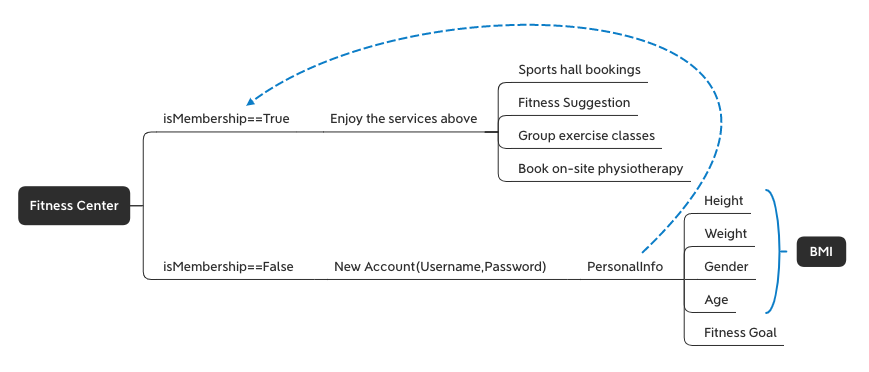 Fitness Center
isMembership==True
Enjoy the services above
Sports hall bookings
Fitness Suggestion
Group exercise classes
Book on-site physiotherapy
isMembership==False
New Account(Username,Password)
PersonalInfo
Height
Weight
Gender
Age
Fitness Goal
BMI